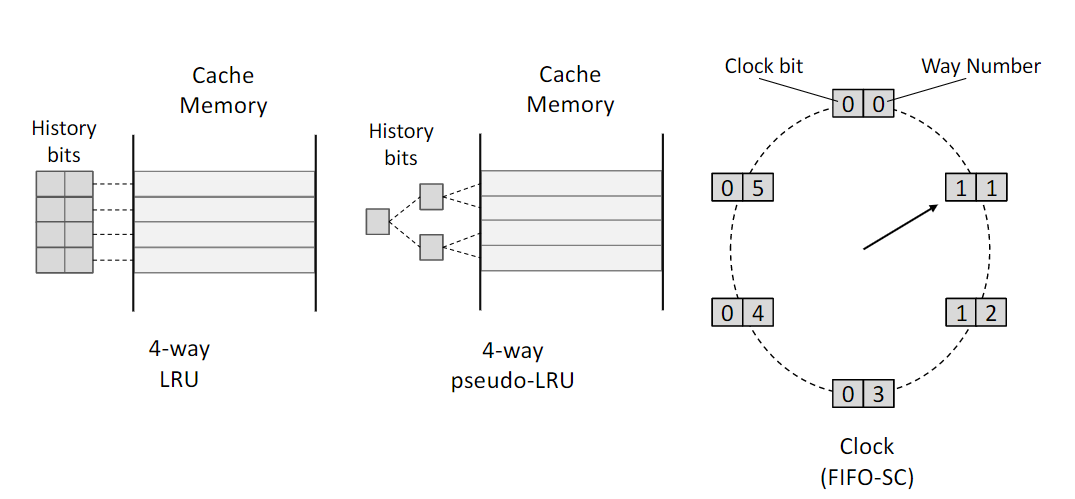 Cache
Memory
History
bits
4-way
LRU
Cache
Memory
History
bits
4-way
pseudo-LRU
Clock bit
Way Number
0 0
0 5
1 1
0 4
1 2
0 3
Clock
(FIFO-SC)